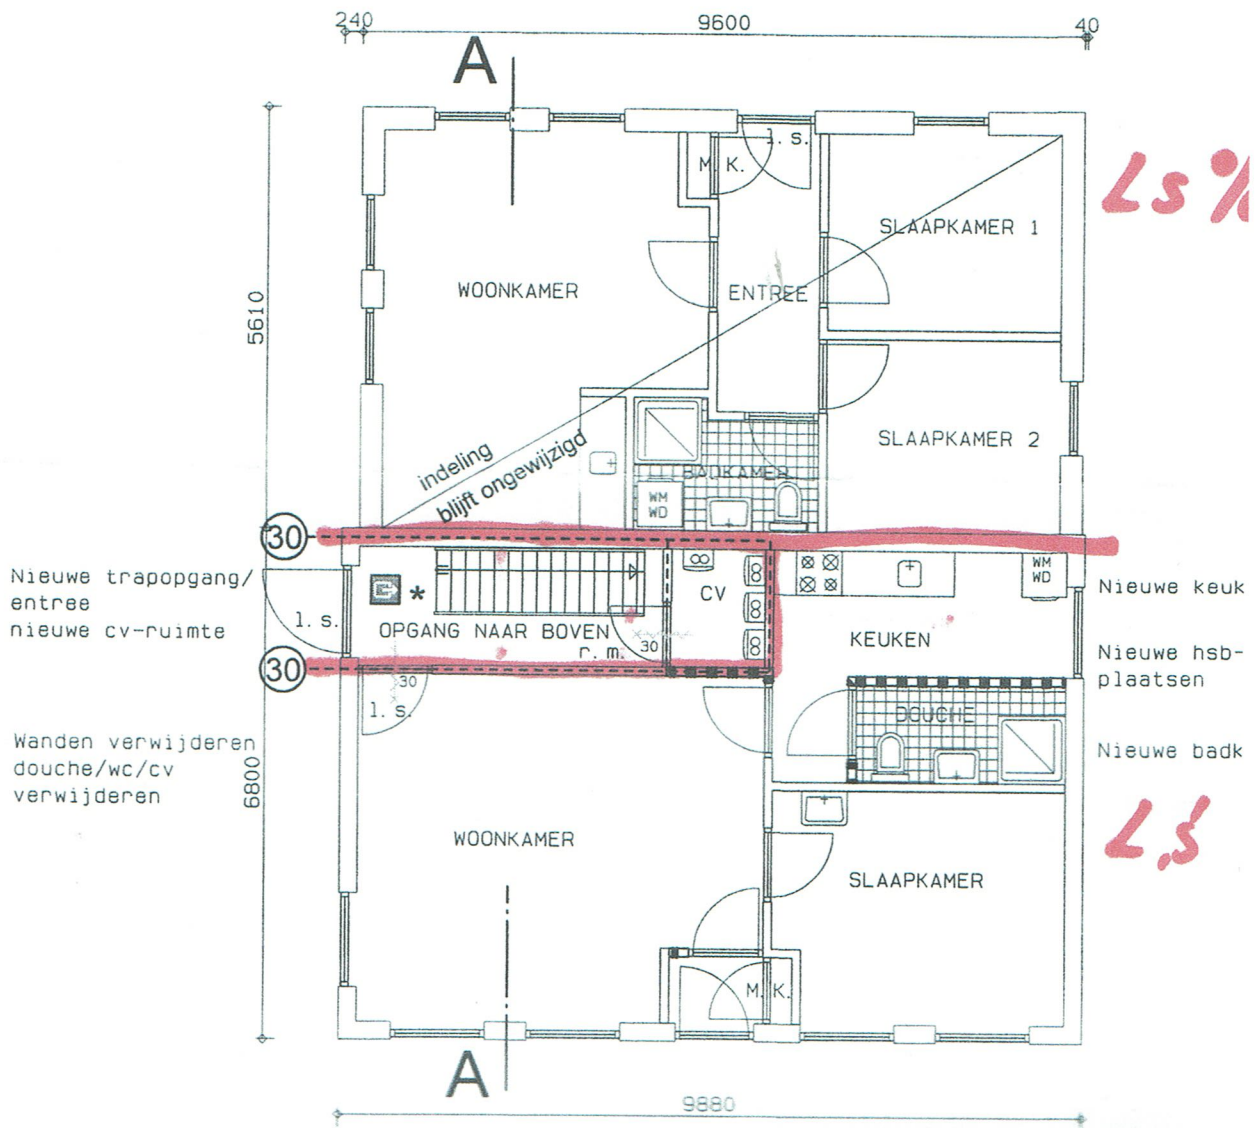 240
9600
40
A
l. s.
M. K.
SLAAPKAMER 1
WOONKAMER
ENTREE
5610
SLAAPKAMER 2
indeling
blijft ongewijzigd
BADKAMER
WM
WD
30
Nieuwe trapopgang/
entree
nieuwe cv-ruimte
l. s.
*
OPGANG NAAR BOVEN
r. m.
30
CV
KEUKEN
WM
WD
Nieuwe keuk
Nieuwe hsb-
plaatsen
Nieuwe badk
30
30
l. s.
DOUCHE
Wanden verwijderen
douche/wc/cv
verwijderen
6800
WOONKAMER
SLAAPKAMER
M. K.
A
9880